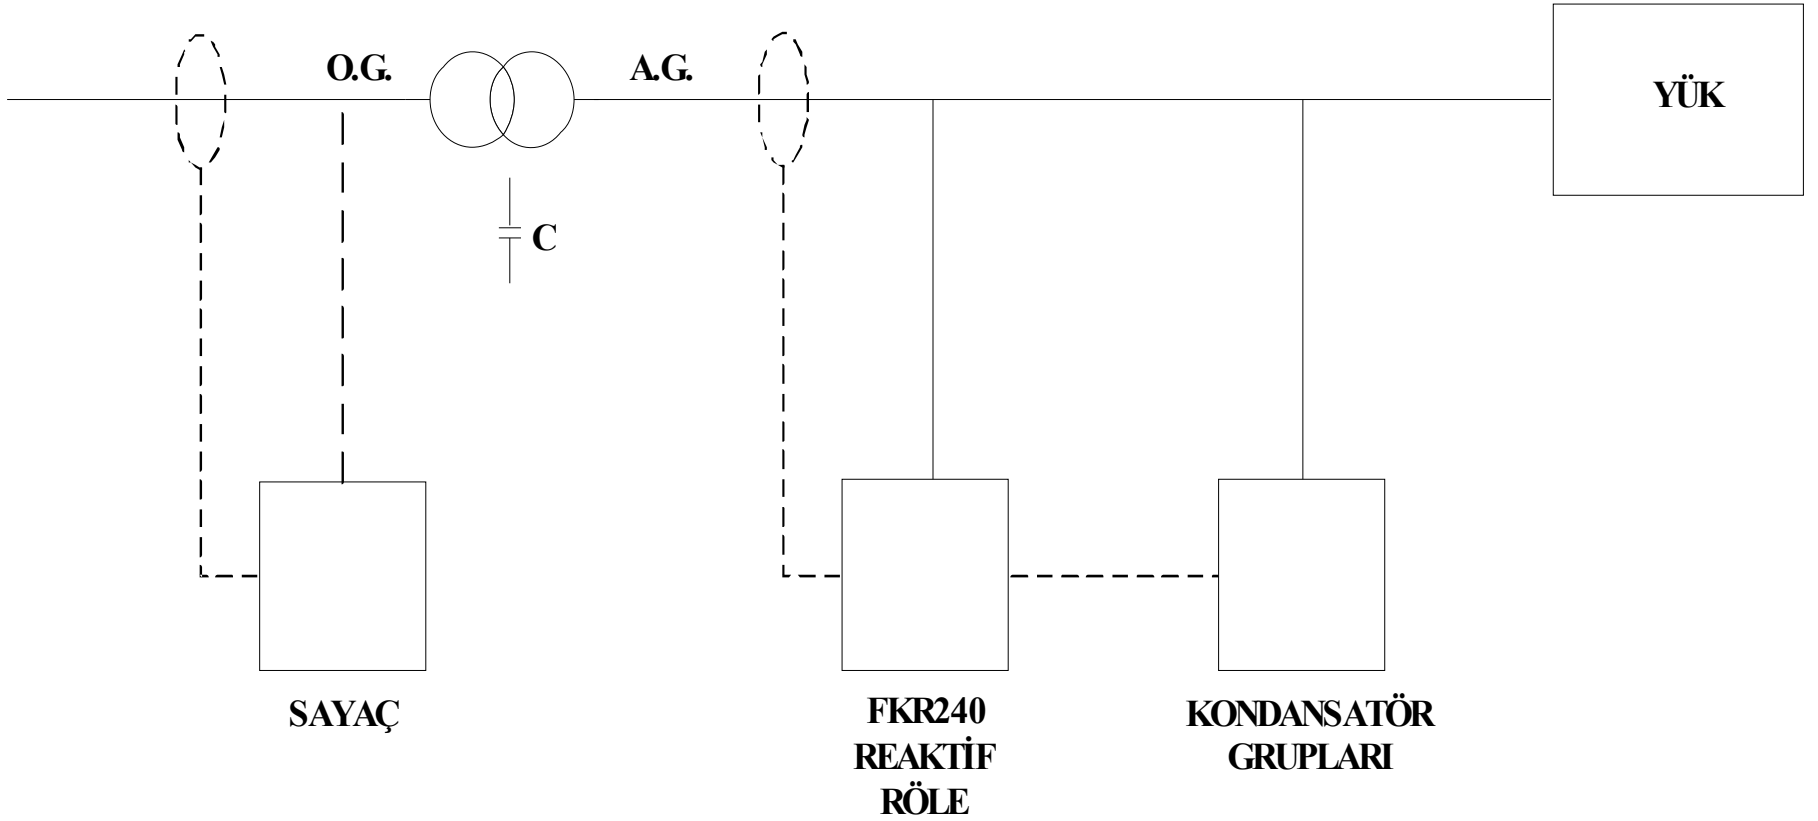 O.G.
A.G.
YÜK
C
SAYAÇ
FKR240
REAKTİF
RÖLE
KONDANSATÖR
GRUPLARI